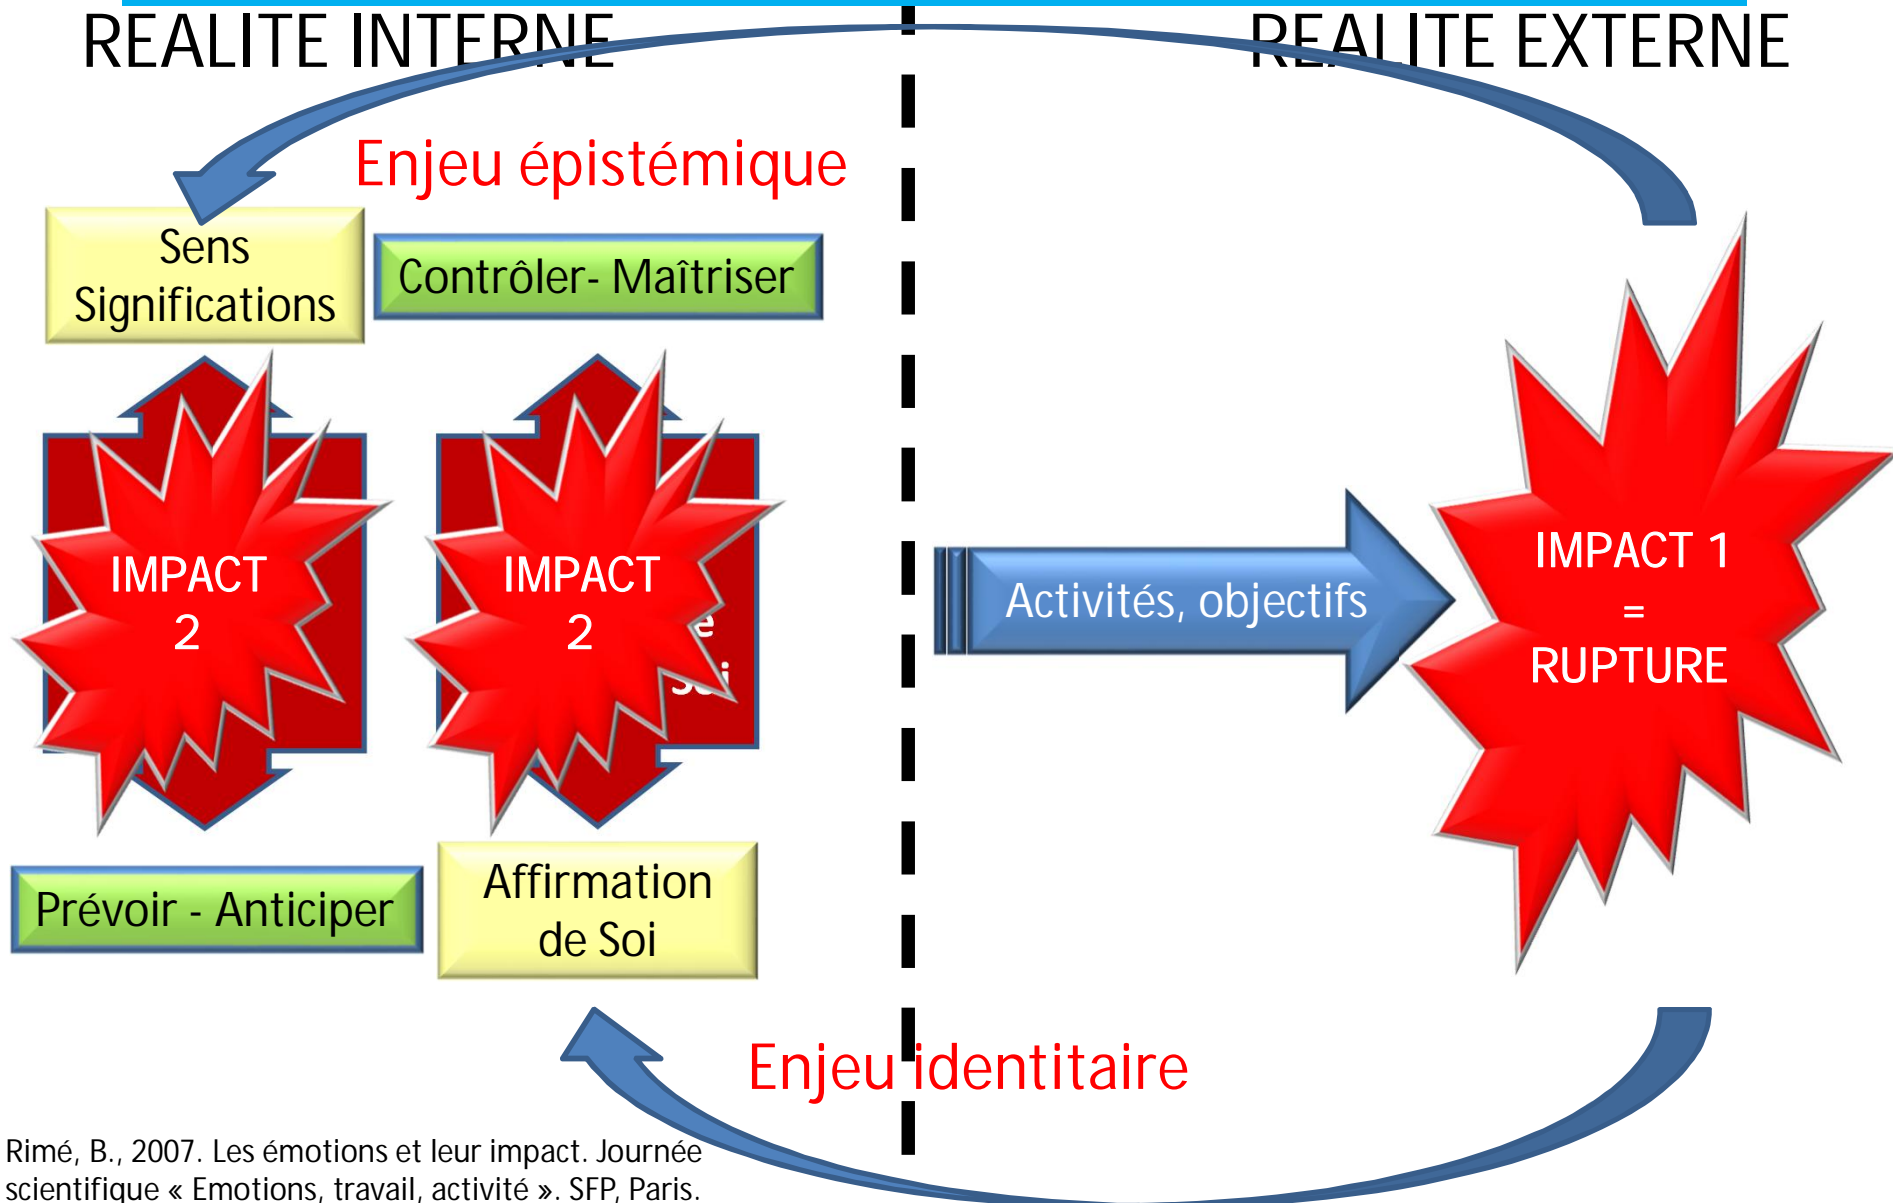 REALITE INTERNE
REALITE EXTERNE
Enjeu épistémique
Sens
Significations
Contrôler- Maîtriser
IMPACT
2
IMPACT
2
Activités, objectifs
IMPACT 1
=
RUPTURE
Prévoir - Anticiper
Affirmation
de Soi
Enjeu identitaire
Rimé, B., 2007. Les émotions et leur impact. Journée
scientifique « Emotions, travail, activité ». SFP, Paris.